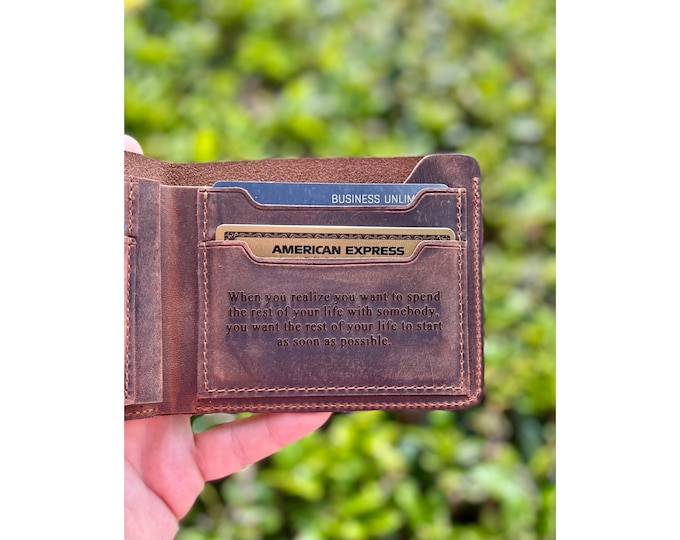 BUSINESS UNLIM
AMERICAN EXPRESS
When you realize you want to spend
the rest of your life with somebody,
you want the rest of your life to start
as soon as possible.